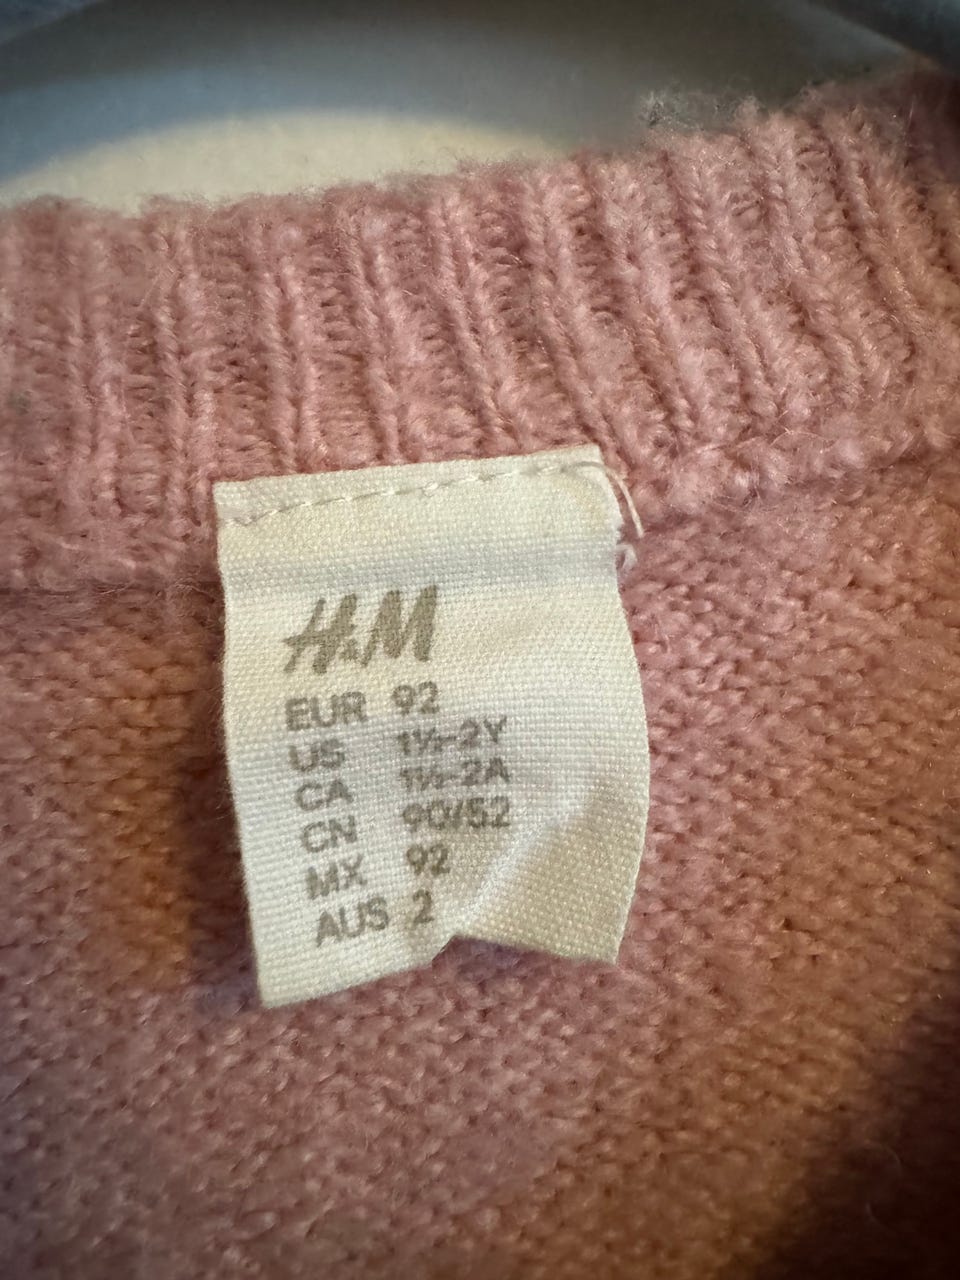 H&M
EUR 92
US 1½-2Y
CA 1½-2A
CN 90/52
MX 92
AUS 2